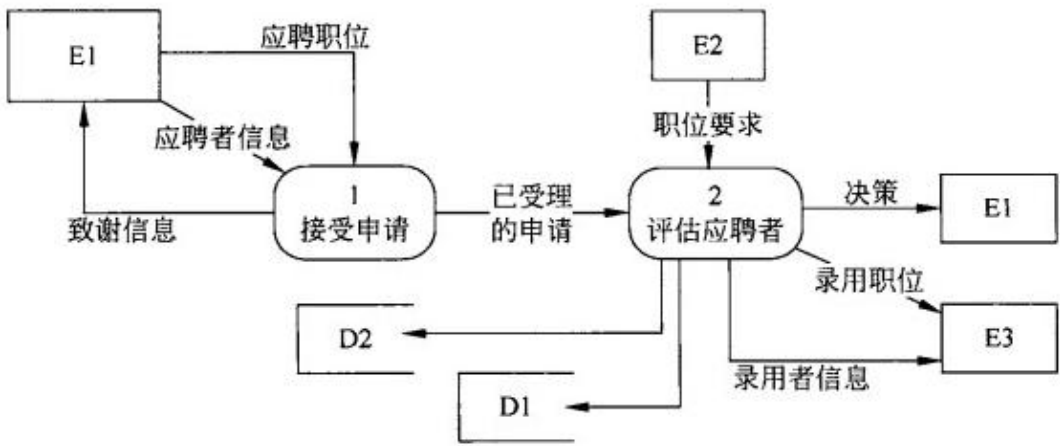 E1
应聘职位
E2
应聘者信息
职位要求
致谢信息
1
接受申请
已受理
的申请
2
评估应聘者
决策
E1
录用职位
D2
E3
录用者信息
D1